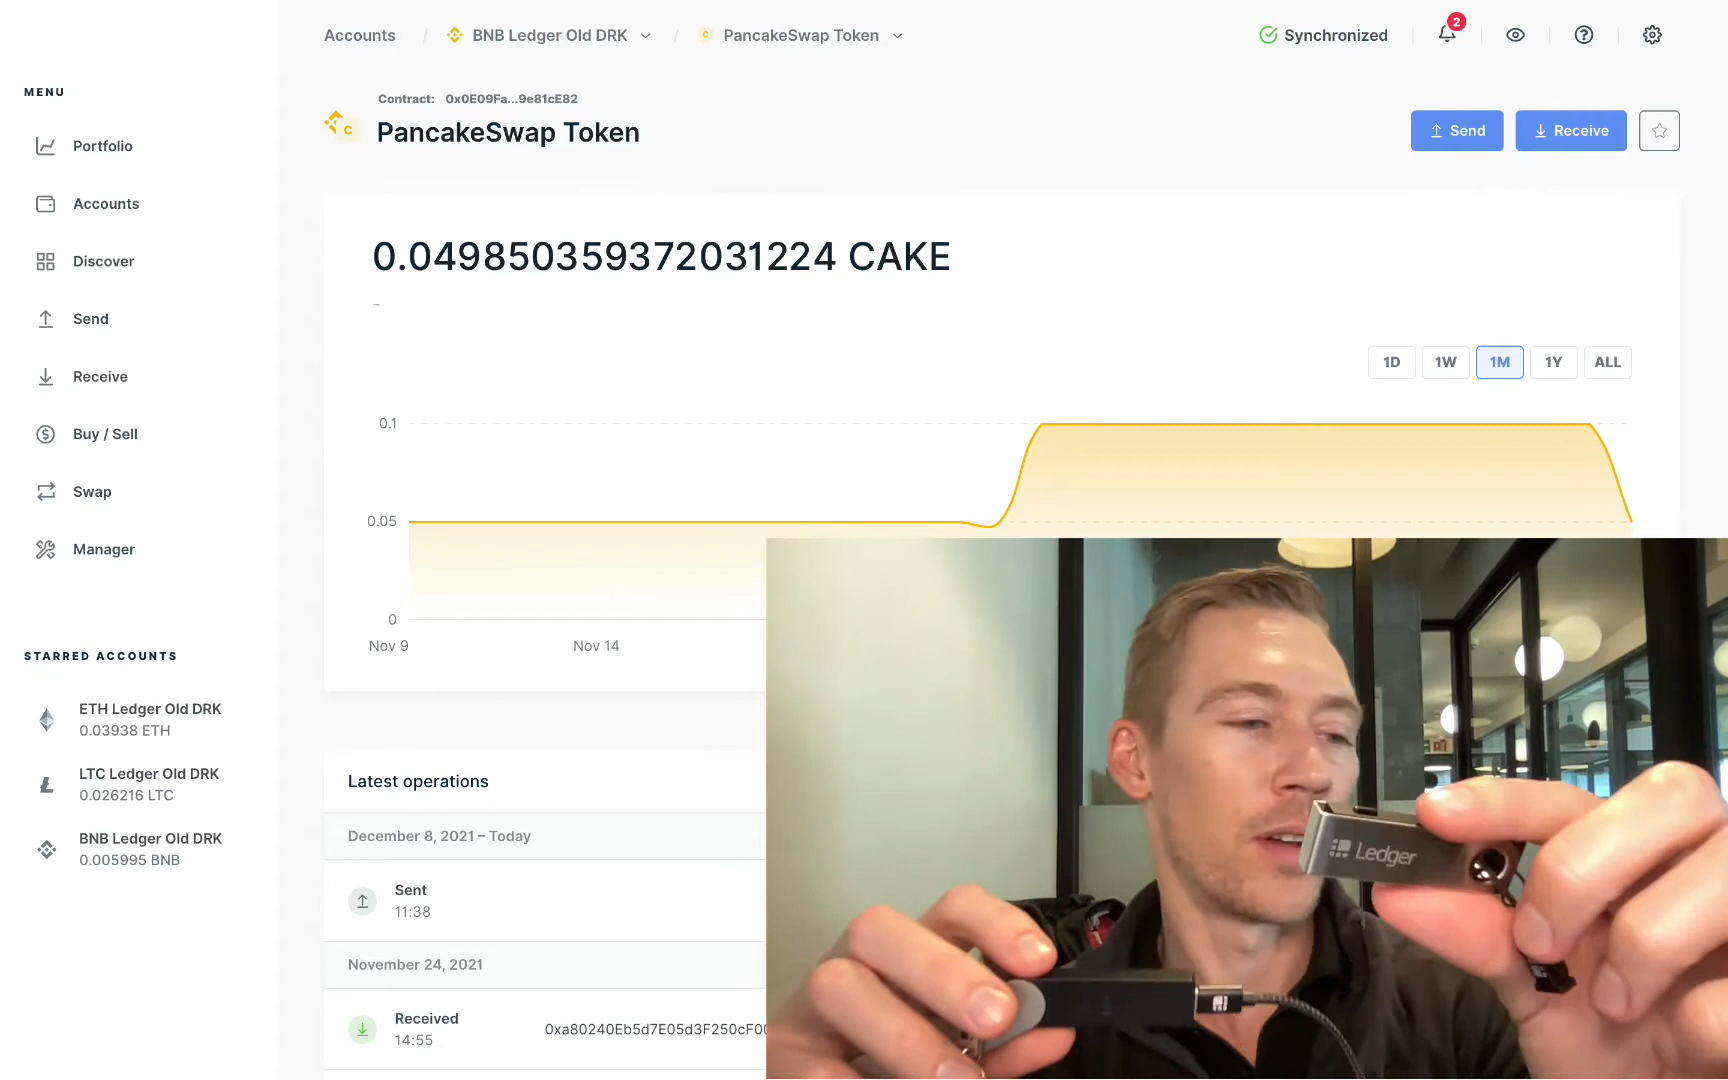 Accounts / BNB Ledger Old DRK / C PancakeSwap Token
Synchronized
2
MENU
Portfolio
Accounts
Discover
Send
Receive
Buy / Sell
Swap
Manager
STARRED ACCOUNTS
ETH Ledger Old DRK
0.03938 ETH
LTC Ledger Old DRK
0.026216 LTC
BNB Ledger Old DRK
0.005995 BNB
Contract: 0x0E09Fa...9e81cE82
C
PancakeSwap Token
Send
Receive
0.049850359372031224 CAKE
–
1D 1W 1M 1Y ALL
0.1
0.05
0
Nov 9 Nov 14
Latest operations
December 8, 2021 – Today
Sent
11:38
November 24, 2021
Received
14:55
0xa80240Eb5d7E05d3F250cF00
Ledger